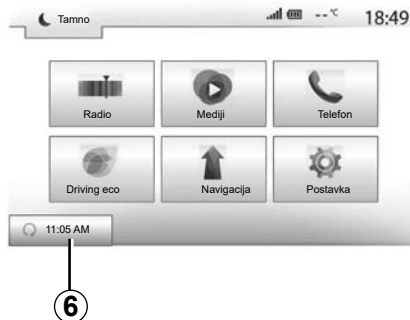 Tamno
--°C 18:49
Radio Mediji Telefon
Driving eco Navigacija Postavka
11:05 AM
6